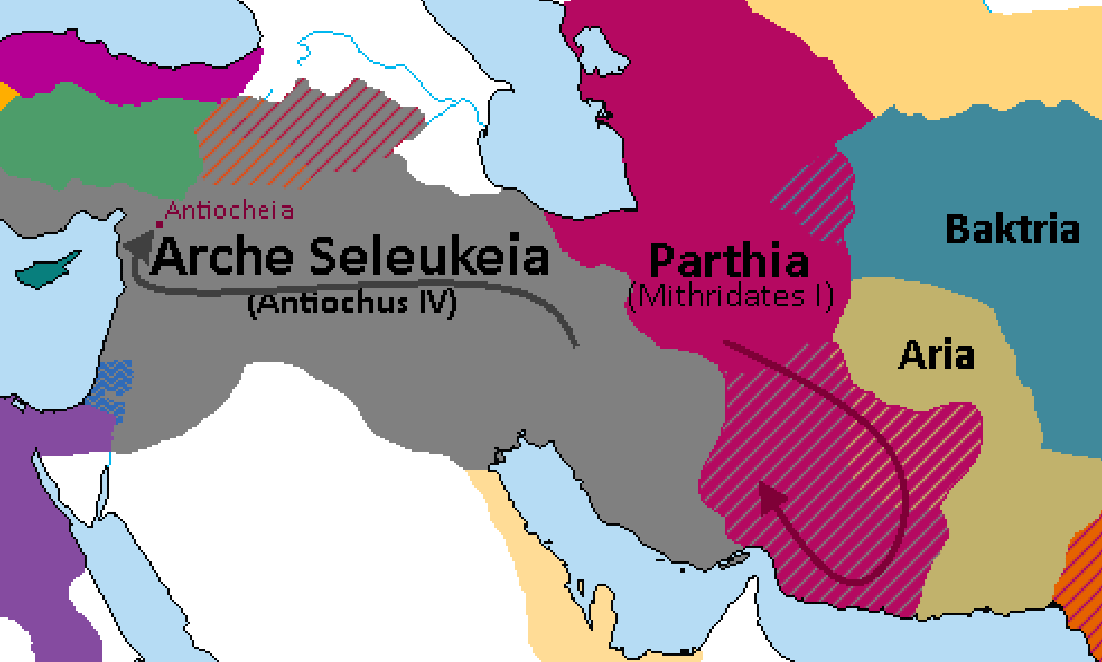 Antiocheia
Arche Seleukeia
(Antiochus IV)
Parthia
(Mithridates I)
Baktria
Aria